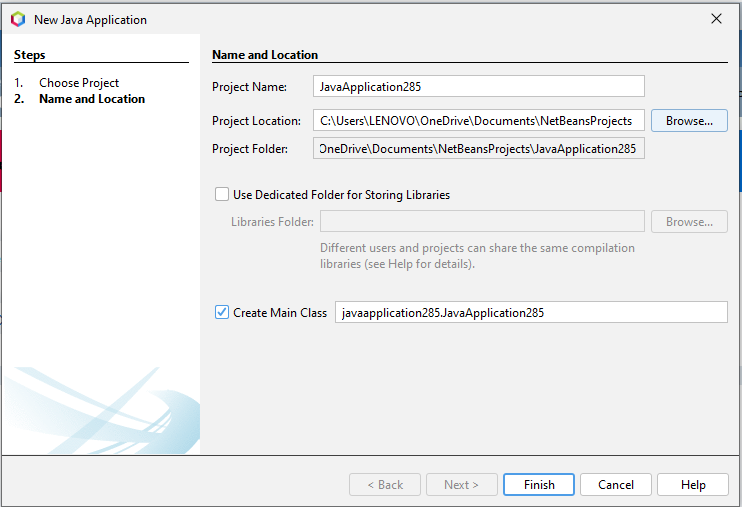 New Java Application
Steps
1. Choose Project
2. Name and Location
Name and Location
Project Name: JavaApplication285
Project Location: C:\Users\LENOVO\OneDrive\Documents\NetBeansProjects Browse...
Project Folder: OneDrive\Documents\NetBeansProjects\JavaApplication285
Use Dedicated Folder for Storing Libraries
Libraries Folder: Browse...
Different users and projects can share the same compilation
libraries (see Help for details).
Create Main Class javaapplication285.JavaApplication285
< Back Next > Finish Cancel Help